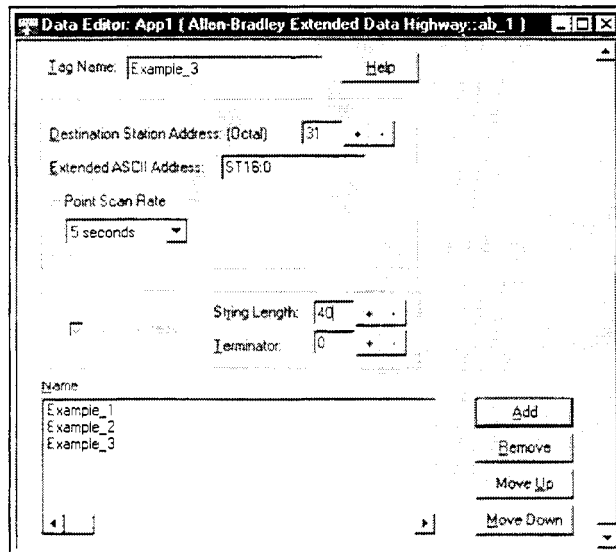 Data Editor: App1 ( Allen-Bradley Extended Data Highway::ab_1 )
Tag Name: Example_3 Help
Destination Station Address: (Octal) 31 + -
Extended ASCII Address: ST16:0
Point Scan Rate
5 seconds
String Length: 40 + -
Terminator: 0 + -
Name
Example_1
Example_2
Example_3
Add
Remove
Move Up
Move Down